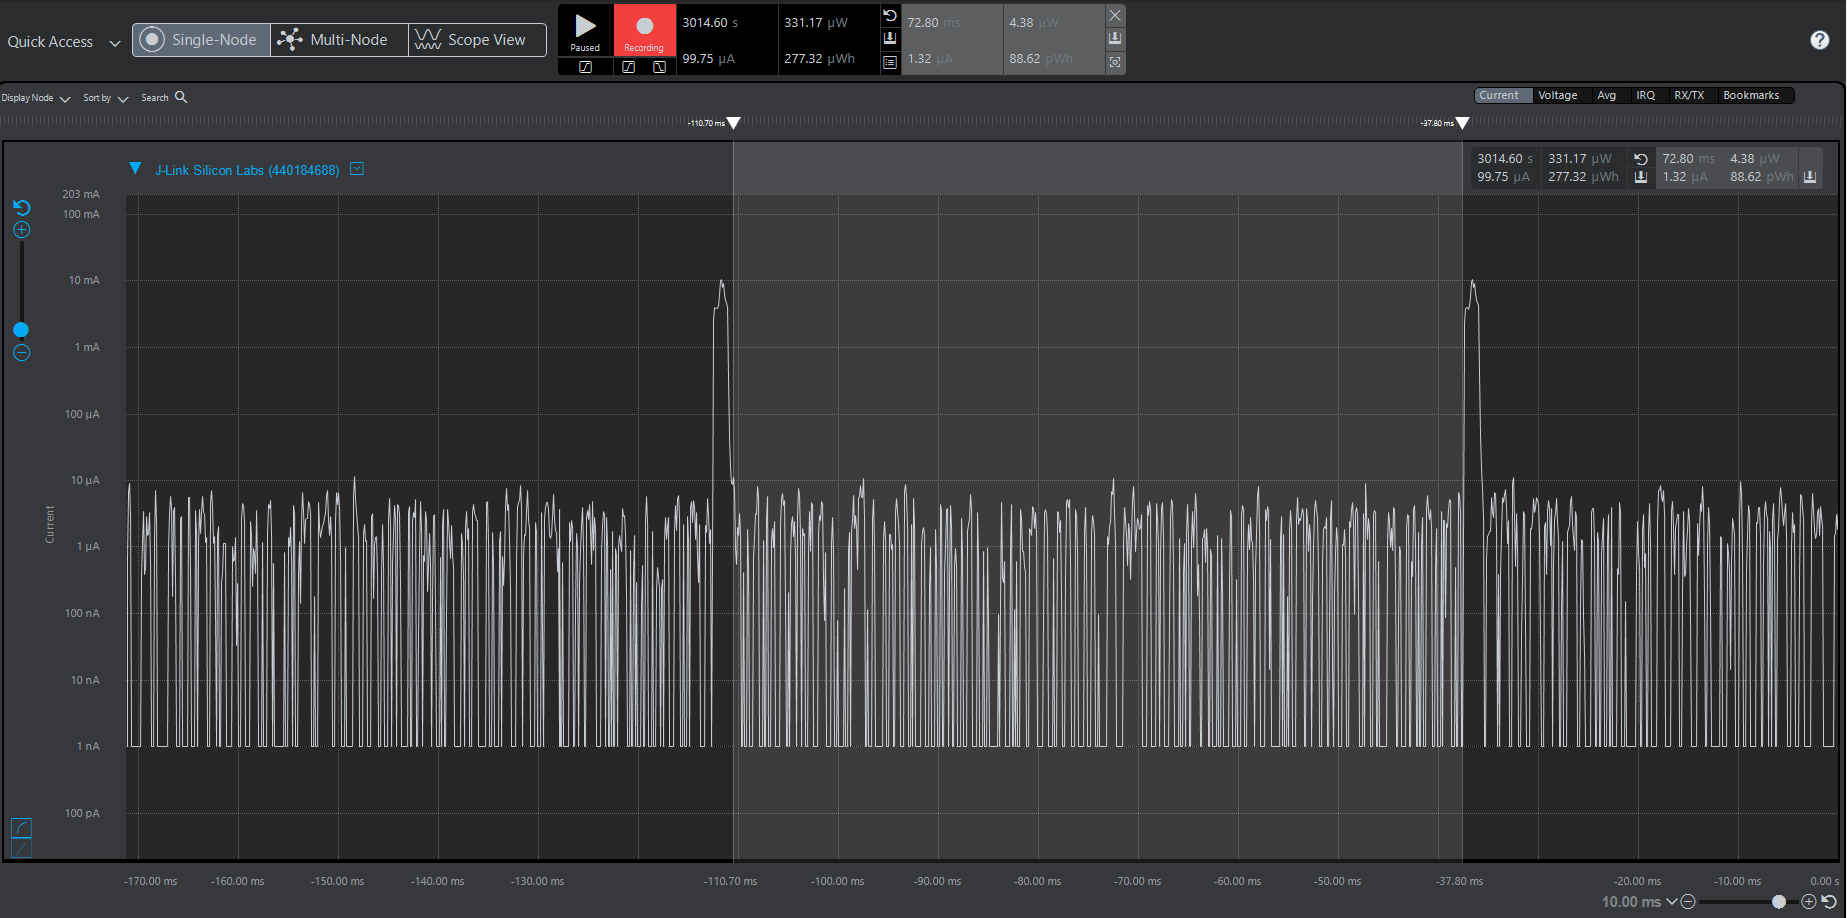 Quick Access
Single-Node
Multi-Node
Scope View
Paused
Recording
3014.60 s
99.75 µA
331.17 µW
277.32 µWh
72.80 ms
1.32 µA
4.38 µW
88.62 pWh
?
Display Node
Sort by
Search
Current
Voltage
Avg
IRQ
RX/TX
Bookmarks
-110.70 ms
-37.80 ms
J-Link Silicon Labs (440184688)
3014.60 s 331.17 µW 72.80 ms 4.38 µW
99.75 µA 277.32 µWh 1.32 µA 88.62 pWh
203 mA
100 mA
10 mA
1 mA
100 µA
10 µA
1 µA
100 nA
10 nA
1 nA
100 pA
Current
-170.00 ms -160.00 ms -150.00 ms -140.00 ms -130.00 ms -110.70 ms -100.00 ms -90.00 ms -80.00 ms -70.00 ms -60.00 ms -50.00 ms -37.80 ms -20.00 ms -10.00 ms 0.00 s
10.00 ms